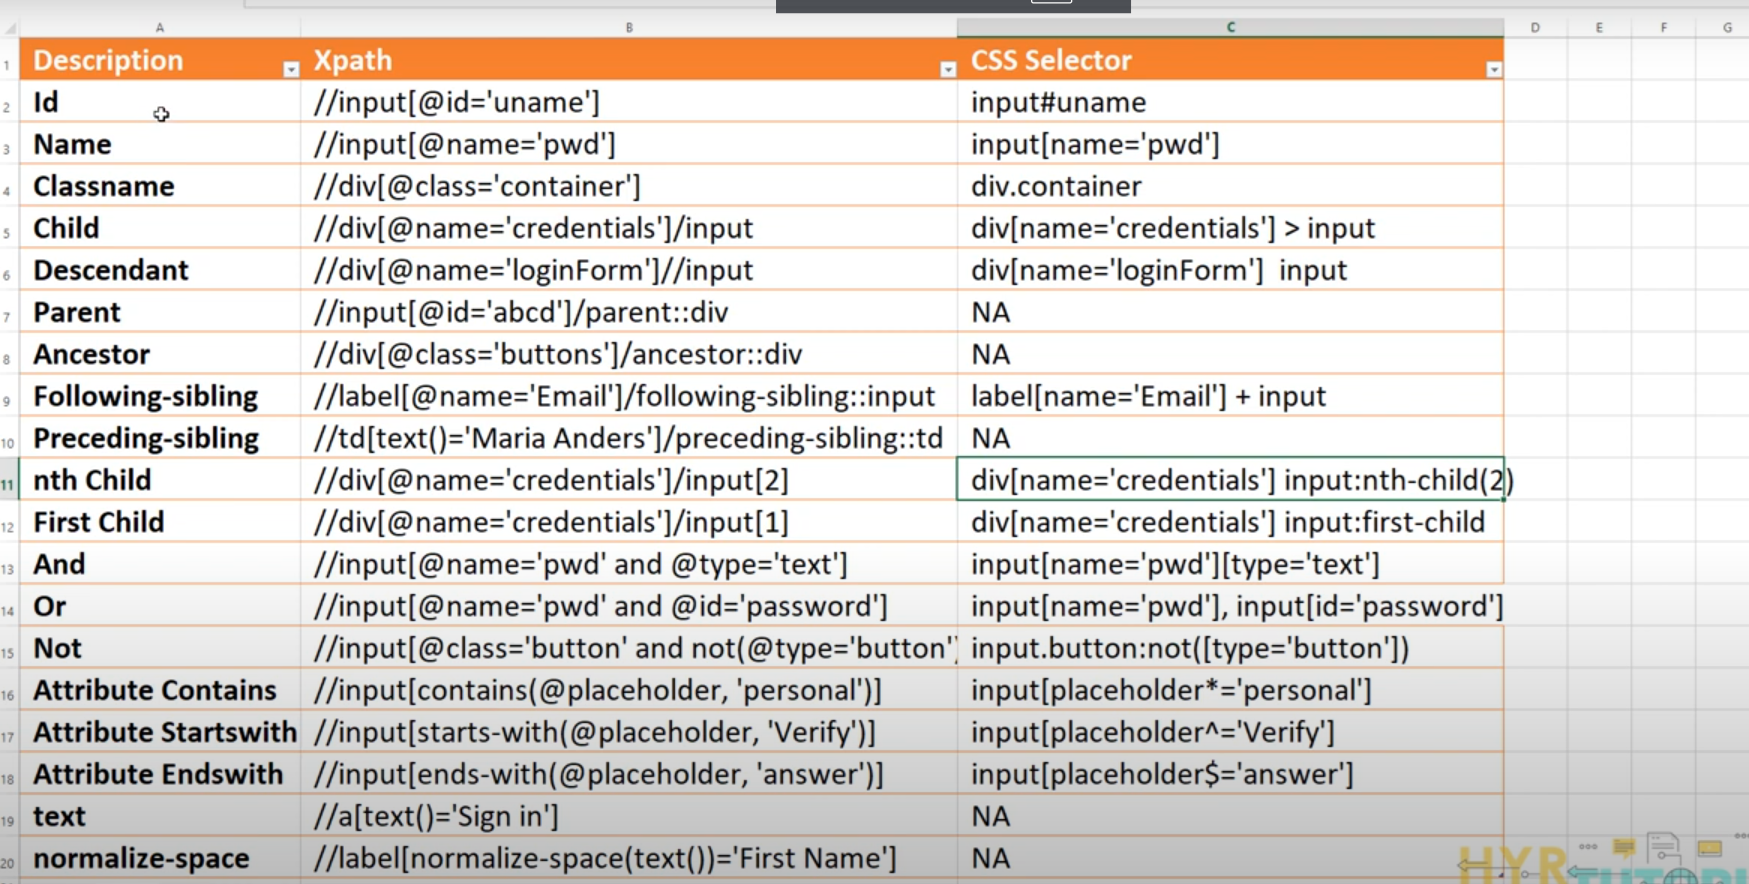 A B C D E F G
1 Description Xpath CSS Selector
2 Id //input[@id='uname'] input#uname
3 Name //input[@name='pwd'] input[name='pwd']
4 Classname //div[@class='container'] div.container
5 Child //div[@name='credentials']/input div[name='credentials'] > input
6 Descendant //div[@name='loginForm']//input div[name='loginForm']  input
7 Parent //input[@id='abcd']/parent::div NA
8 Ancestor //div[@class='buttons']/ancestor::div NA
9 Following-sibling //label[@name='Email']/following-sibling::input label[name='Email'] + input
10 Preceding-sibling //td[text()='Maria Anders']/preceding-sibling::td NA
11 nth Child //div[@name='credentials']/input[2] div[name='credentials'] input:nth-child(2)
12 First Child //div[@name='credentials']/input[1] div[name='credentials'] input:first-child
13 And //input[@name='pwd' and @type='text'] input[name='pwd'][type='text']
14 Or //input[@name='pwd' and @id='password'] input[name='pwd'], input[id='password']
15 Not //input[@class='button' and not(@type='button') input.button:not([type='button'])
16 Attribute Contains //input[contains(@placeholder, 'personal')] input[placeholder*='personal']
17 Attribute Startswith //input[starts-with(@placeholder, 'Verify')] input[placeholder^='Verify']
18 Attribute Endswith //input[ends-with(@placeholder, 'answer')] input[placeholder$='answer']
19 text //a[text()='Sign in'] NA
20 normalize-space //label[normalize-space(text())='First Name'] NA
HYR